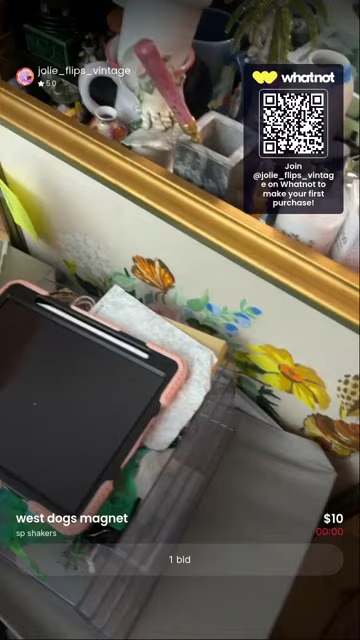 jolie_flips_vintage
★ 5.0
whatnot
Join
@jolie_flips_vintag
e on Whatnot to
make your first
purchase!
west dogs magnet
$10
sp shakers
00:00
1 bid